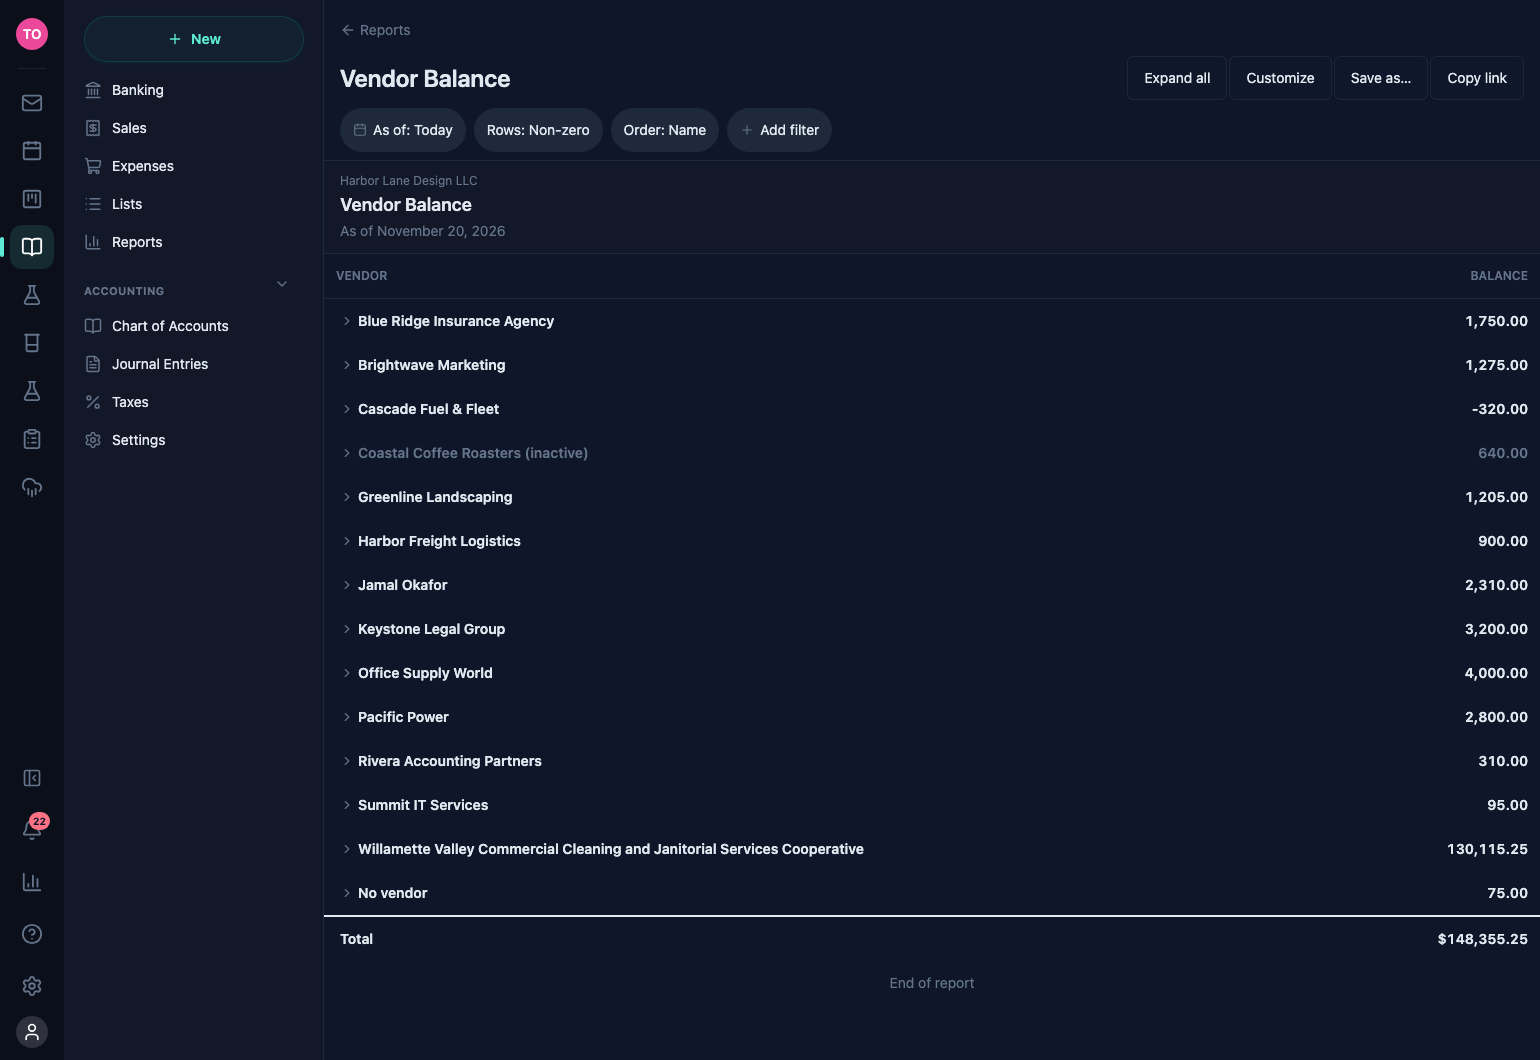 TO
New
Banking
Sales
Expenses
Lists
Reports
ACCOUNTING
Chart of Accounts
Journal Entries
Taxes
Settings
22
Reports
Vendor Balance
Expand all
Customize
Save as...
Copy link
As of: Today
Rows: Non-zero
Order: Name
Add filter
Harbor Lane Design LLC
Vendor Balance
As of November 20, 2026
VENDOR BALANCE
Blue Ridge Insurance Agency 1,750.00
Brightwave Marketing 1,275.00
Cascade Fuel & Fleet -320.00
Coastal Coffee Roasters (inactive) 640.00
Greenline Landscaping 1,205.00
Harbor Freight Logistics 900.00
Jamal Okafor 2,310.00
Keystone Legal Group 3,200.00
Office Supply World 4,000.00
Pacific Power 2,800.00
Rivera Accounting Partners 310.00
Summit IT Services 95.00
Willamette Valley Commercial Cleaning and Janitorial Services Cooperative 130,115.25
No vendor 75.00
Total $148,355.25
End of report